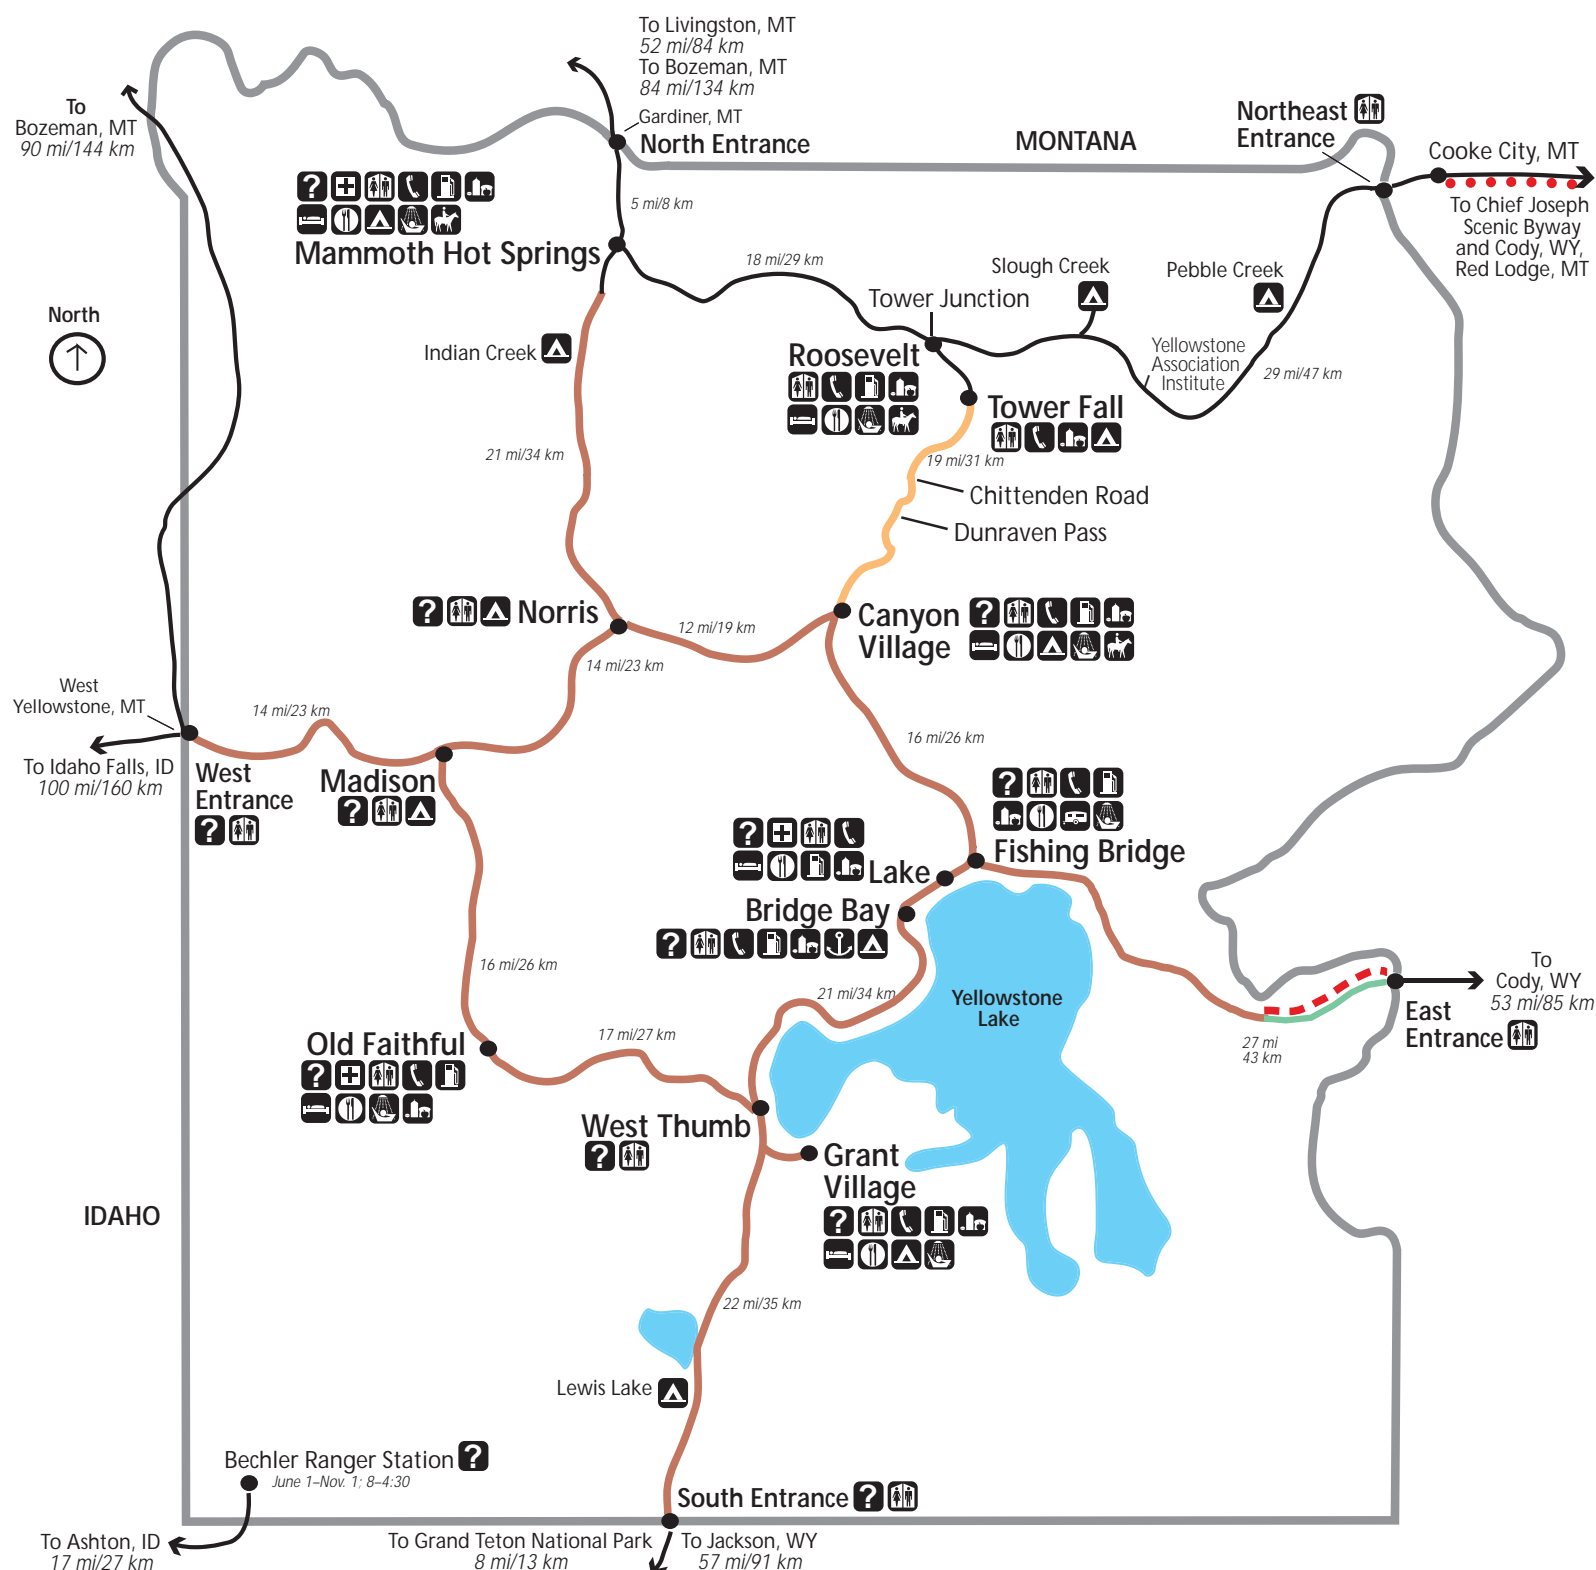 To Livingston, MT
52 mi/84 km
To Bozeman, MT
84 mi/134 km
Gardiner, MT
North Entrance
To
Bozeman, MT
90 mi/144 km
MONTANA
Northeast
Entrance
Cooke City, MT
To Chief Joseph
Scenic Byway
and Cody, WY,
Red Lodge, MT
5 mi/8 km
?
Mammoth Hot Springs
18 mi/29 km
Slough Creek
Pebble Creek
Tower Junction
North
Indian Creek
Roosevelt
Yellowstone
Association
Institute
29 mi/47 km
Tower Fall
21 mi/34 km
19 mi/31 km
Chittenden Road
Dunraven Pass
?
Norris
12 mi/19 km
Canyon
Village
?
14 mi/23 km
West
Yellowstone, MT
14 mi/23 km
To Idaho Falls, ID
100 mi/160 km
West
Entrance
?
Madison
?
16 mi/26 km
?
Fishing Bridge
?
Lake
Bridge Bay
?
16 mi/26 km
21 mi/34 km
Yellowstone
Lake
To
Cody, WY
53 mi/85 km
East
Entrance
27 mi
43 km
Old Faithful
?
17 mi/27 km
West Thumb
?
Grant
Village
?
IDAHO
22 mi/35 km
Lewis Lake
Bechler Ranger Station ?
June 1–Nov. 1; 8–4:30
South Entrance ?
To Ashton, ID
17 mi/27 km
To Grand Teton National Park
8 mi/13 km
To Jackson, WY
57 mi/91 km